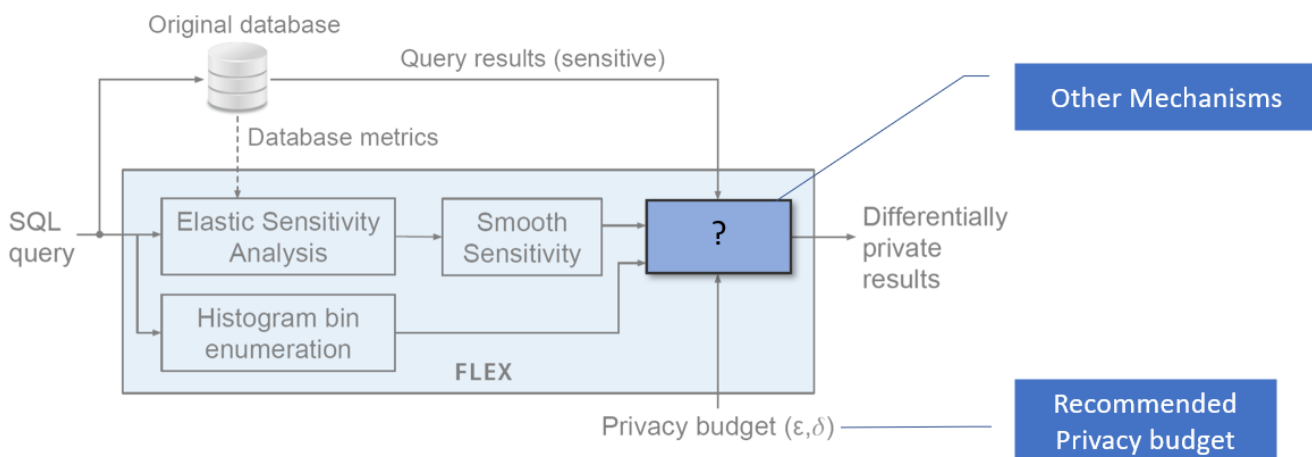 Original database
Query results (sensitive)
Other Mechanisms
Database metrics
SQL
query
Elastic Sensitivity
Analysis
Smooth
Sensitivity
?
Differentially
private
results
Histogram bin
enumeration
FLEX
Privacy budget (ε,δ)
Recommended
Privacy budget